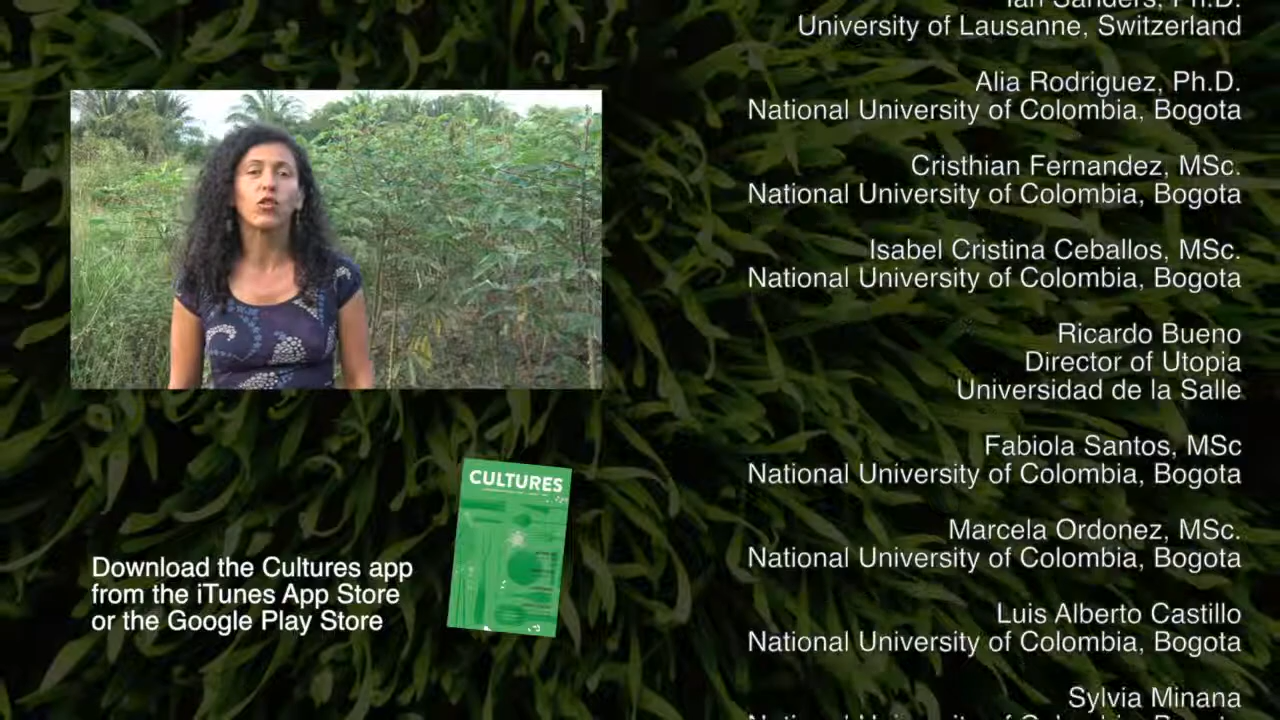 Ian Sanders, Ph.D.
University of Lausanne, Switzerland
Alia Rodriguez, Ph.D.
National University of Colombia, Bogota
Cristhian Fernandez, MSc.
National University of Colombia, Bogota
Isabel Cristina Ceballos, MSc.
National University of Colombia, Bogota
Ricardo Bueno
Director of Utopia
Universidad de la Salle
Fabiola Santos, MSc
National University of Colombia, Bogota
Marcela Ordonez, MSc.
National University of Colombia, Bogota
Luis Alberto Castillo
National University of Colombia, Bogota
Sylvia Minana
CULTURES
Download the Cultures app
from the iTunes App Store
or the Google Play Store